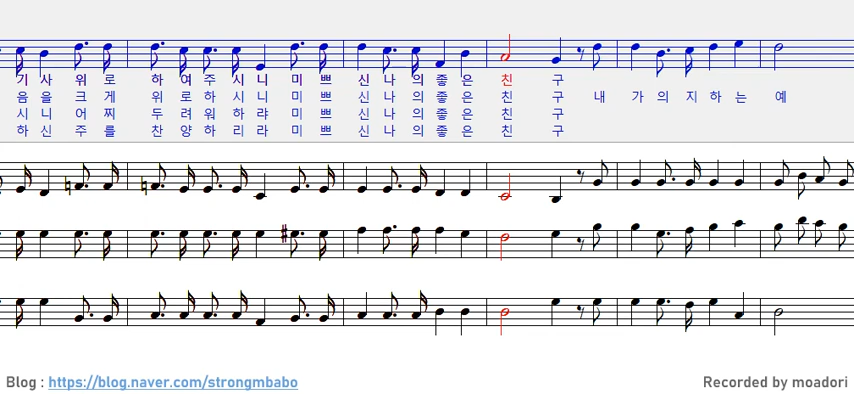 기 사 위 로 하 여 주 시 니 미 쁘 신 나 의 좋 은 친 구
음 을 크 게 위 로 하 시 니 미 쁘 신 나 의 좋 은 친 구 내 가 의 지 하 는 예
시 니 어 찌 두 려 워 하 랴 미 쁘 신 나 의 좋 은 친 구
하 신 주 를 찬 양 하 리 라 미 쁘 신 나 의 좋 은 친 구
Blog : https://blog.naver.com/strongmbabo
Recorded by moadori